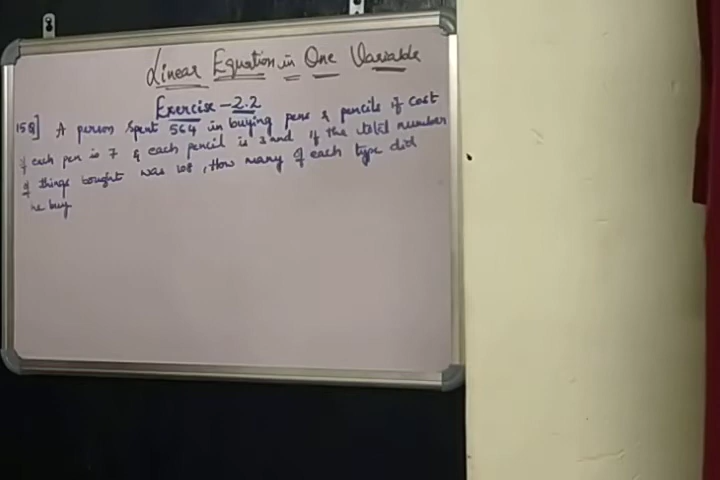 Linear Equation in One Variable
Exercise - 2.2
15Q] A person spent 564 in buying pens & pencils if cost
of each pen is 7 & each pencil is 3 and if the total number
of things bought was 108, How many of each type did
he buy